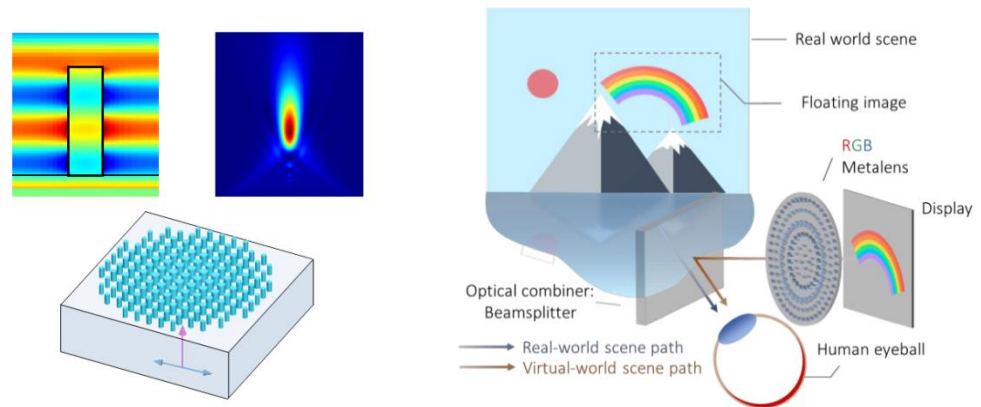 Real world scene
Floating image
RGB
Metalens
Display
Optical combiner:
Beamsplitter
Real-world scene path
Virtual-world scene path
Human eyeball